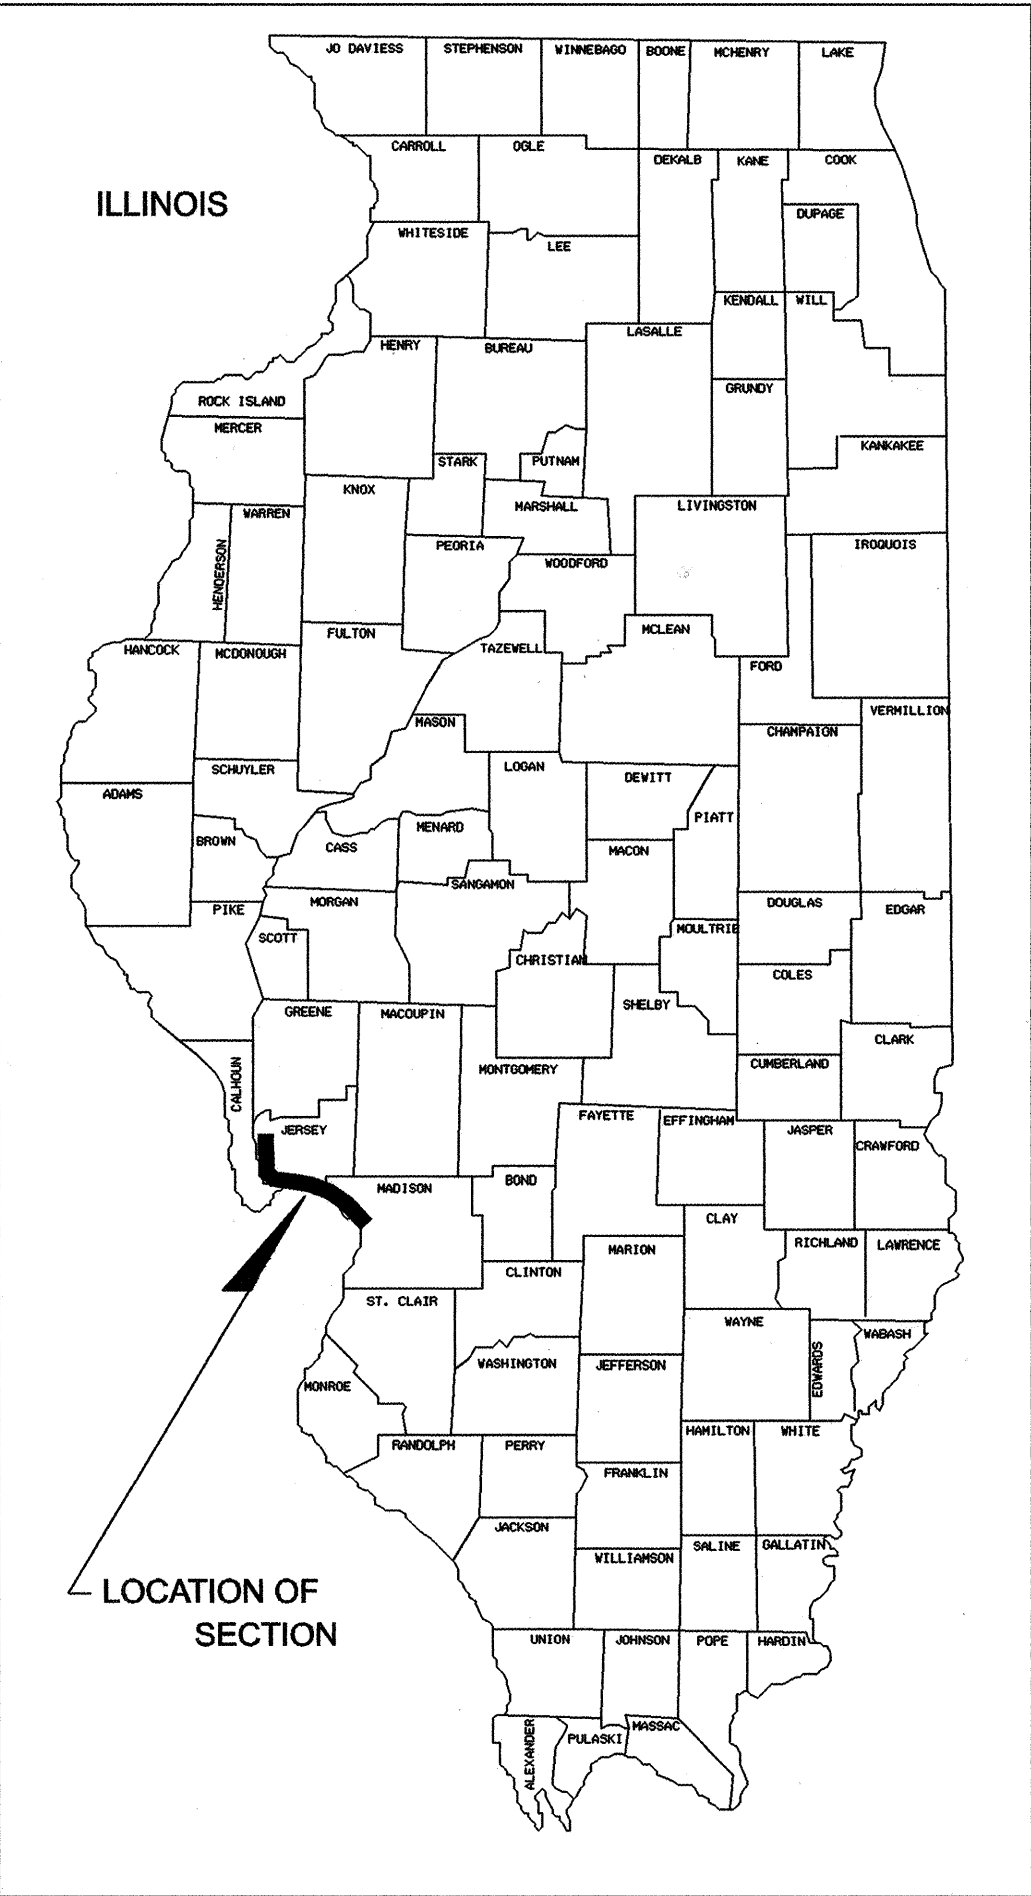 JO DAVIESS
STEPHENSON
WINNEBAGO
BOONE
MCHENRY
LAKE
CARROLL
OGLE
DEKALB
KANE
COOK
ILLINOIS
DUPAGE
WHITESIDE
LEE
KENDALL
WILL
LASALLE
HENRY
BUREAU
GRUNDY
ROCK ISLAND
MERCER
KANKAKEE
STARK
PUTNAM
KNOX
MARSHALL
LIVINGSTON
WARREN
HENDERSON
PEORIA
IROQUOIS
WOODFORD
FULTON
MCLEAN
HANCOCK
MCDONOUGH
TAZEWELL
FORD
VERMILLION
MASON
CHAMPAIGN
SCHUYLER
LOGAN
DEWITT
ADAMS
PIATT
BROWN
CASS
MENARD
MACON
SANGAMON
PIKE
MORGAN
DOUGLAS
EDGAR
SCOTT
MOULTRIE
CHRISTIAN
COLES
SHELBY
GREENE
MACOUPIN
CLARK
CALHOUN
MONTGOMERY
CUMBERLAND
FAYETTE
EFFINGHAM
JERSEY
JASPER
CRAWFORD
MADISON
BOND
CLAY
MARION
RICHLAND
LAWRENCE
CLINTON
ST. CLAIR
WAYNE
WABASH
EDWARDS
WASHINGTON
JEFFERSON
MONROE
RANDOLPH
PERRY
HAMILTON
WHITE
FRANKLIN
JACKSON
WILLIAMSON
SALINE
GALLATIN
LOCATION OF
SECTION
UNION
JOHNSON
POPE
HARDIN
ALEXANDER
PULASKI
MASSAC